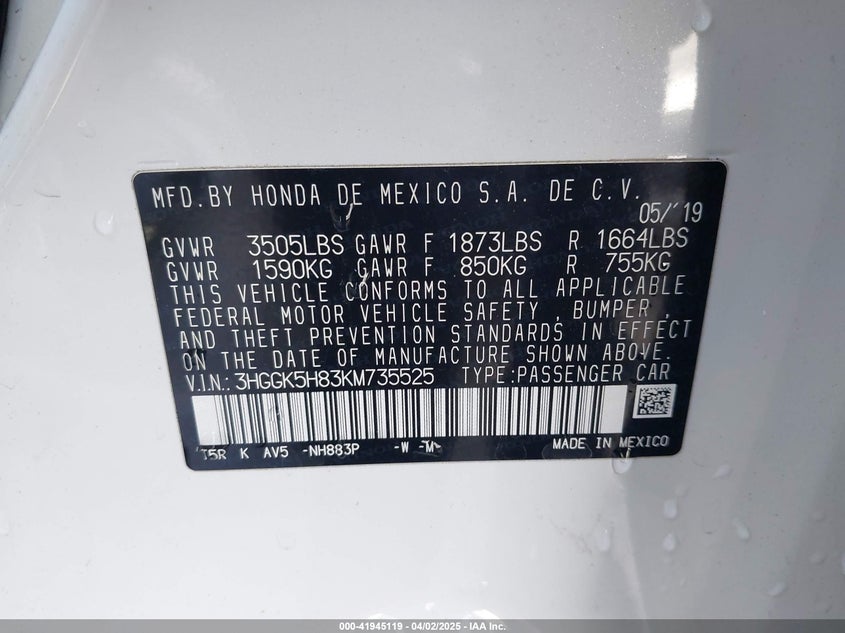 MFD.BY HONDA DE MEXICO S.A. DE C.V.
05/'19
GVWR 3505LBS GAWR F 1873LBS R 1664LBS
GVWR 1590KG GAWR F 850KG R 755KG
THIS VEHICLE CONFORMS TO ALL APPLICABLE
FEDERAL MOTOR VEHICLE SAFETY , BUMPER ,
AND THEFT PREVENTION STANDARDS IN EFFECT
ON THE DATE OF MANUFACTURE SHOWN ABOVE.
V.I.N.: 3HGGK5H83KM735525 TYPE:PASSENGER CAR
T5R K AV5 -NH883P -W -M MADE IN MEXICO
000-41945119 - 04/02/2025 - IAA Inc.